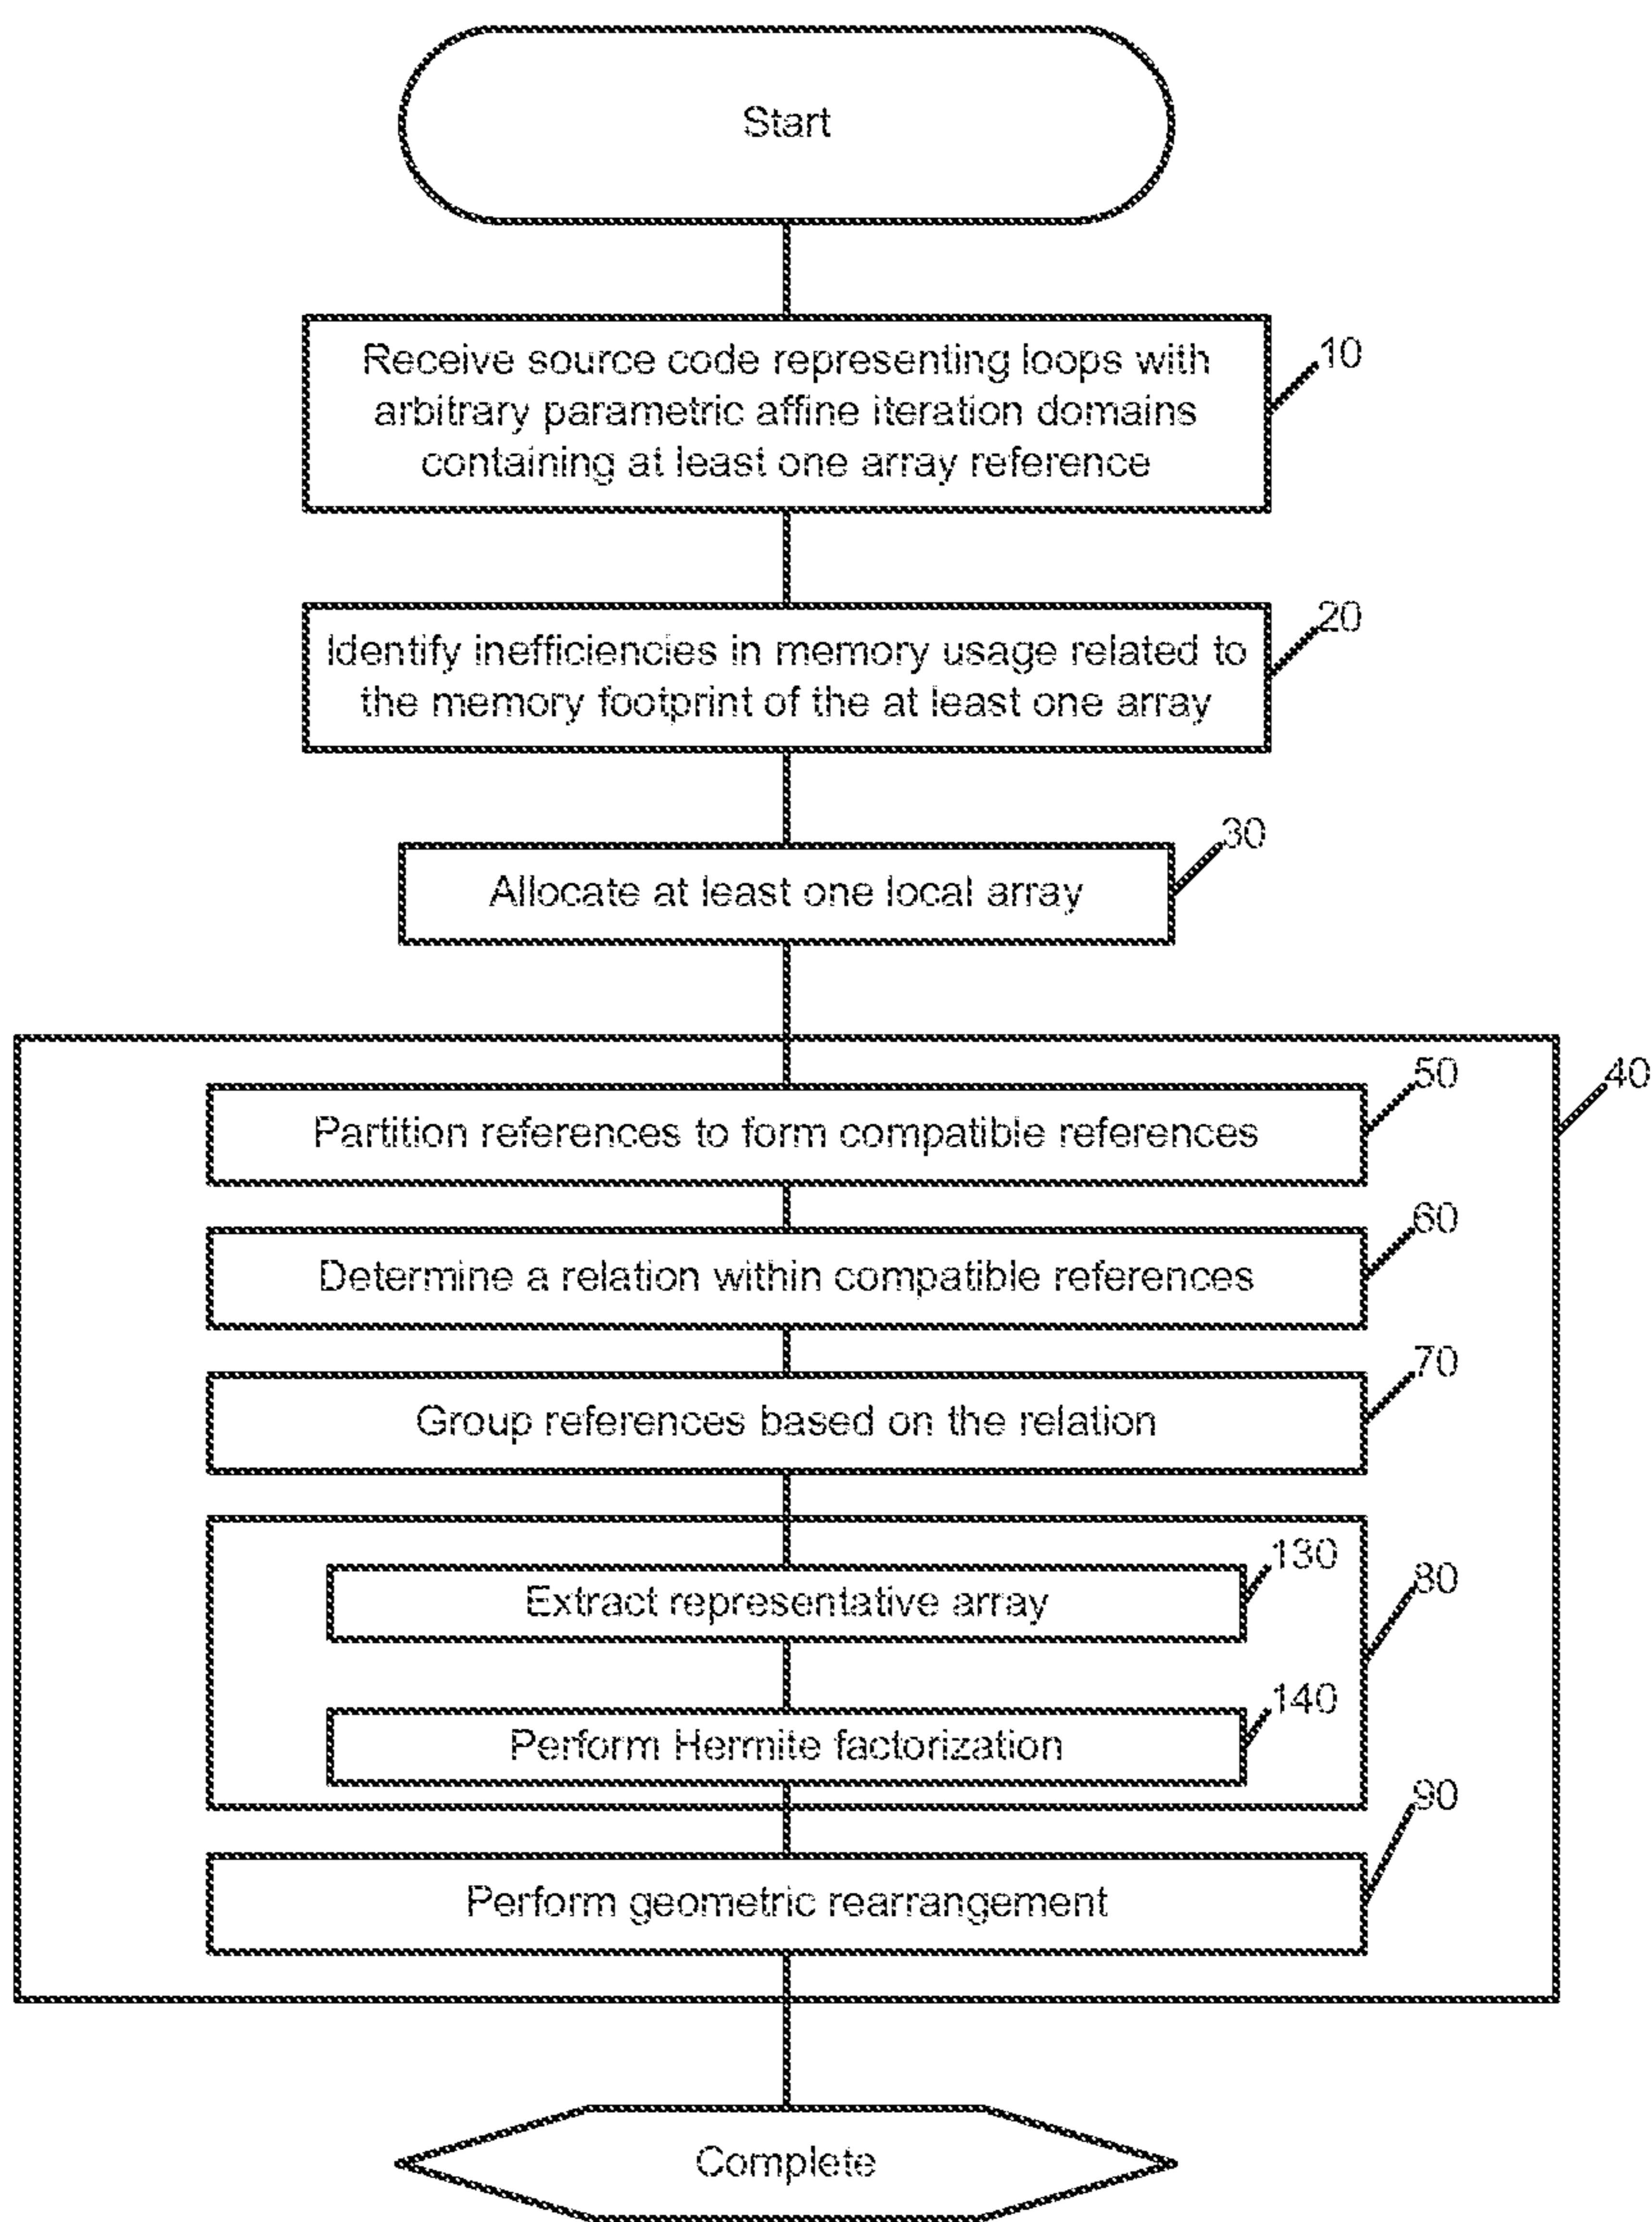 Start
Receive source code representing loops with
arbitrary parametric affine iteration domains
containing at least one array reference
10
Identify inefficiencies in memory usage related to
the memory footprint of the at least one array
20
Allocate at least one local array
30
40
Partition references to form compatible references
50
Determine a relation within compatible references
60
Group references based on the relation
70
Extract representative array
130
80
Perform Hermite factorization
140
Perform geometric rearrangement
90
Complete